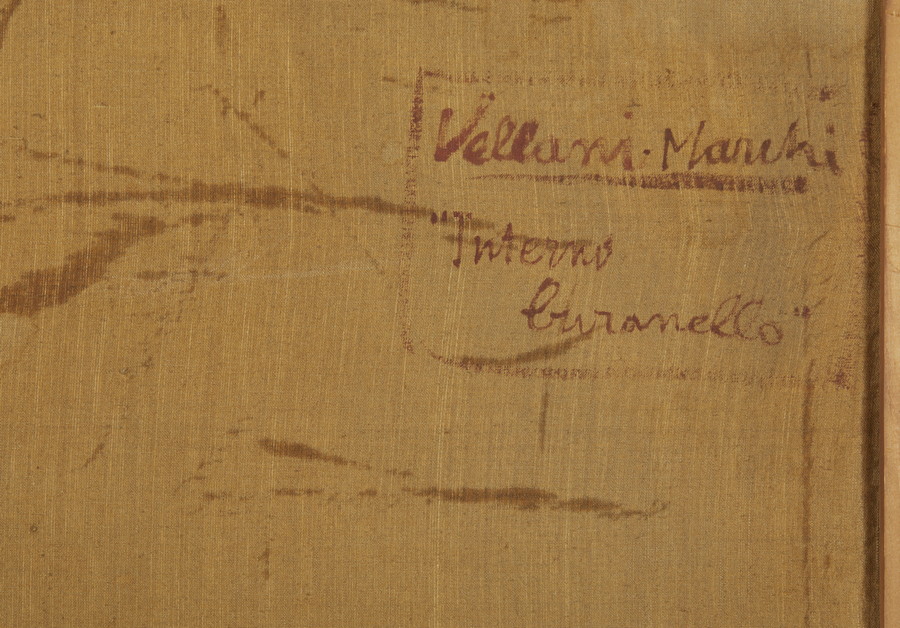 Vellani-Marchi
"Interno
buranello"